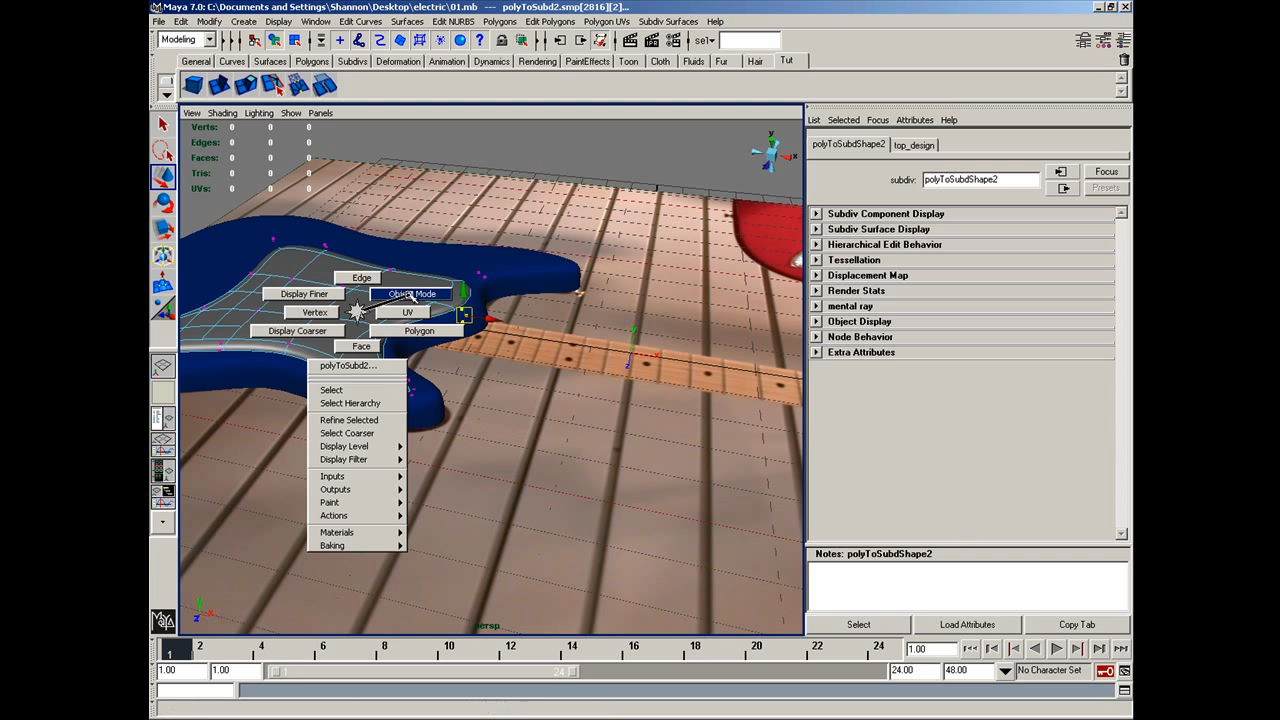 Maya 7.0: C:\Documents and Settings\Shannon\Desktop\electric\01.mb --- polyToSubd2.smp[2816][2]...
File Edit Modify Create Display Window Edit Curves Surfaces Edit NURBS Polygons Edit Polygons Polygon UVs Subdiv Surfaces Help
Modeling
sel
General Curves Surfaces Polygons Subdivs Deformation Animation Dynamics Rendering PaintEffects Toon Cloth Fluids Fur Hair Tut
View Shading Lighting Show Panels
Verts: 0 0 0
Edges: 0 0 0
Faces: 0 0 0
Tris: 0 0 0
UVs: 0 0 0
y
x
Edge
Display Finer Object Mode
Vertex UV
Display Coarser Polygon
Face
polyToSubd2...
Select
Select Hierarchy
Refine Selected
Select Coarser
Display Level
Display Filter
Inputs
Outputs
Paint
Actions
Materials
Baking
persp
List Selected Focus Attributes Help
polyToSubdShape2 top_design
subdiv: polyToSubdShape2
Focus
Presets
Subdiv Component Display
Subdiv Surface Display
Hierarchical Edit Behavior
Tessellation
Displacement Map
Render Stats
mental ray
Object Display
Node Behavior
Extra Attributes
Notes: polyToSubdShape2
Select Load Attributes Copy Tab
1 2 4 6 8 10 12 14 16 18 20 22 24 1.00
1.00 1.00 1 24 24.00 48.00 No Character Set